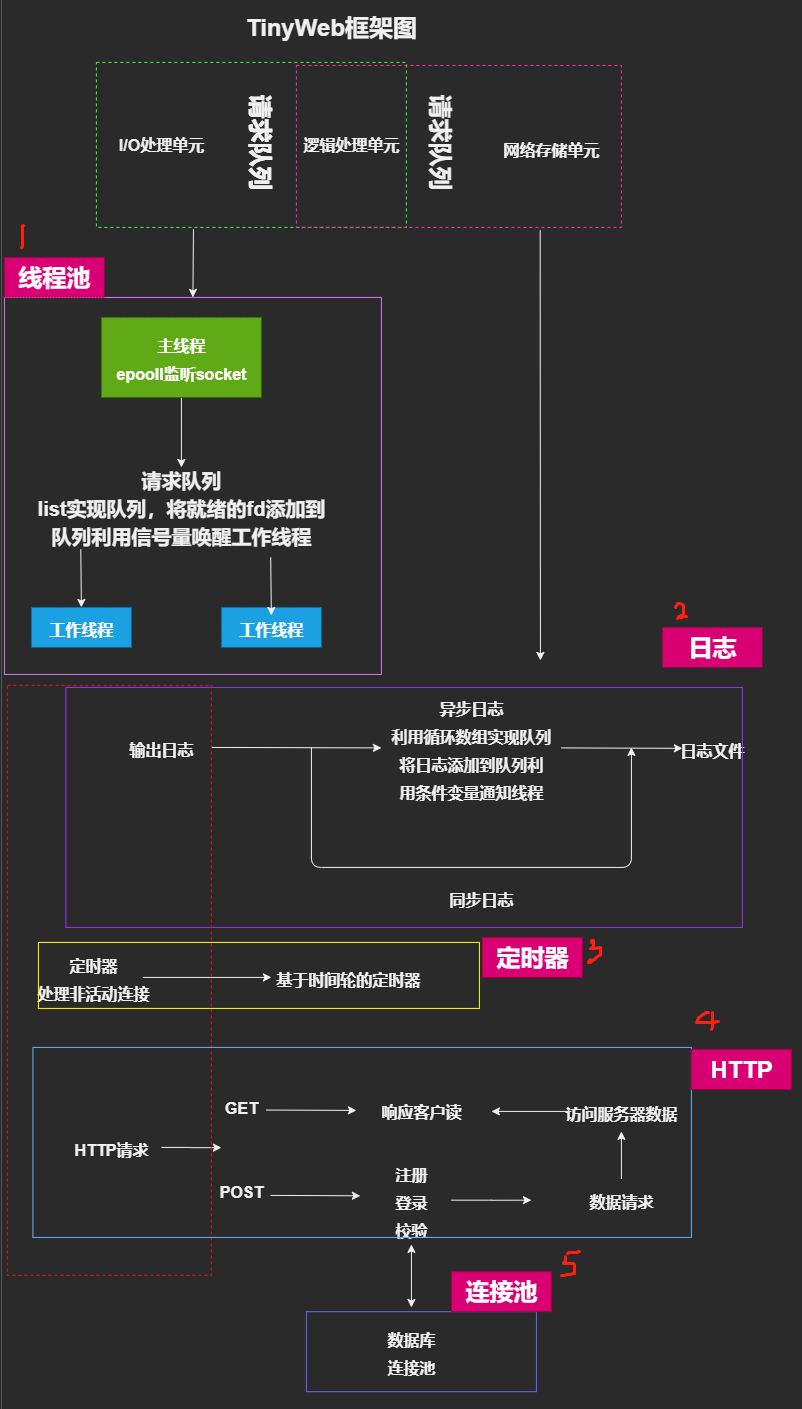 TinyWeb框架图
I/O处理单元
请求队列
逻辑处理单元
请求队列
网络存储单元
1
线程池
主线程
epooll监听socket
请求队列
list实现队列，将就绪的fd添加到
队列利用信号量唤醒工作线程
工作线程
工作线程
2
日志
输出日志
异步日志
利用循环数组实现队列
将日志添加到队列利
用条件变量通知线程
日志文件
同步日志
定时器
3
定时器
处理非活动连接
基于时间轮的定时器
4
HTTP
HTTP请求
GET
响应客户读
访问服务器数据
POST
注册
登录
校验
数据请求
5
连接池
数据库
连接池